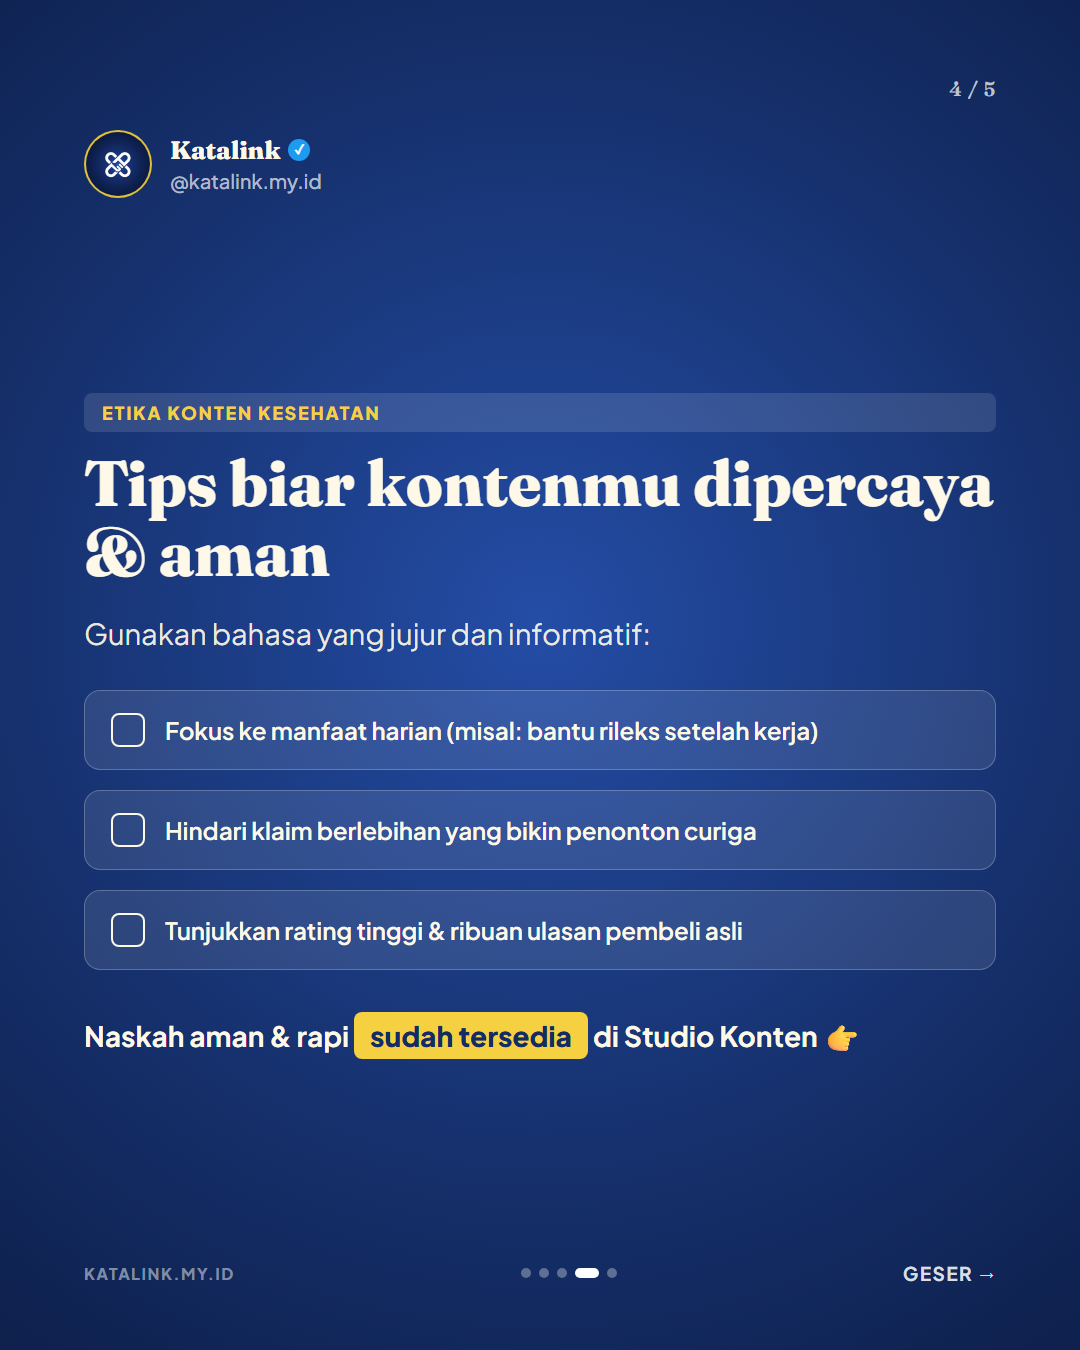 4 / 5
Katalink
@katalink.my.id
ETIKA KONTEN KESEHATAN
Tips biar kontenmu dipercaya
& aman
Gunakan bahasa yang jujur dan informatif:
Fokus ke manfaat harian (misal: bantu rileks setelah kerja)
Hindari klaim berlebihan yang bikin penonton curiga
Tunjukkan rating tinggi & ribuan ulasan pembeli asli
Naskah aman & rapi sudah tersedia di Studio Konten 👉
KATALINK.MY.ID
GESER →